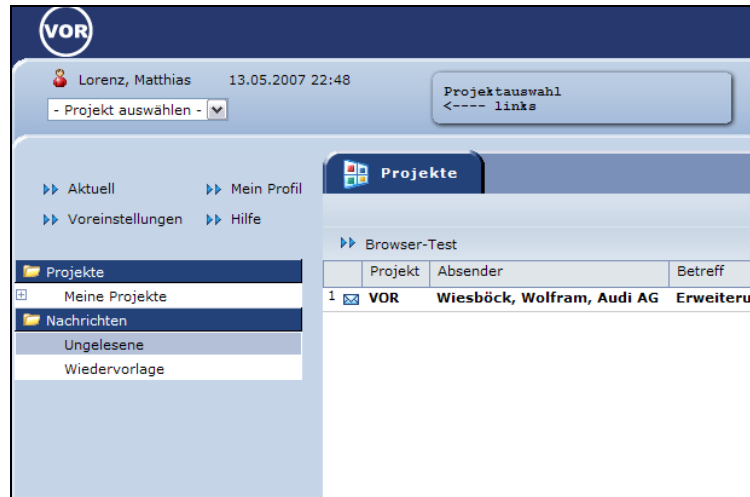 VOR
Lorenz, Matthias 13.05.2007 22:48
- Projekt auswählen -
Projektauswahl
<---- links
Aktuell Mein Profil
Voreinstellungen Hilfe
Projekte
Meine Projekte
Nachrichten
Ungelesene
Wiedervorlage
Projekte
Browser-Test
Projekt Absender Betreff
1 VOR Wiesböck, Wolfram, Audi AG Erweiteru